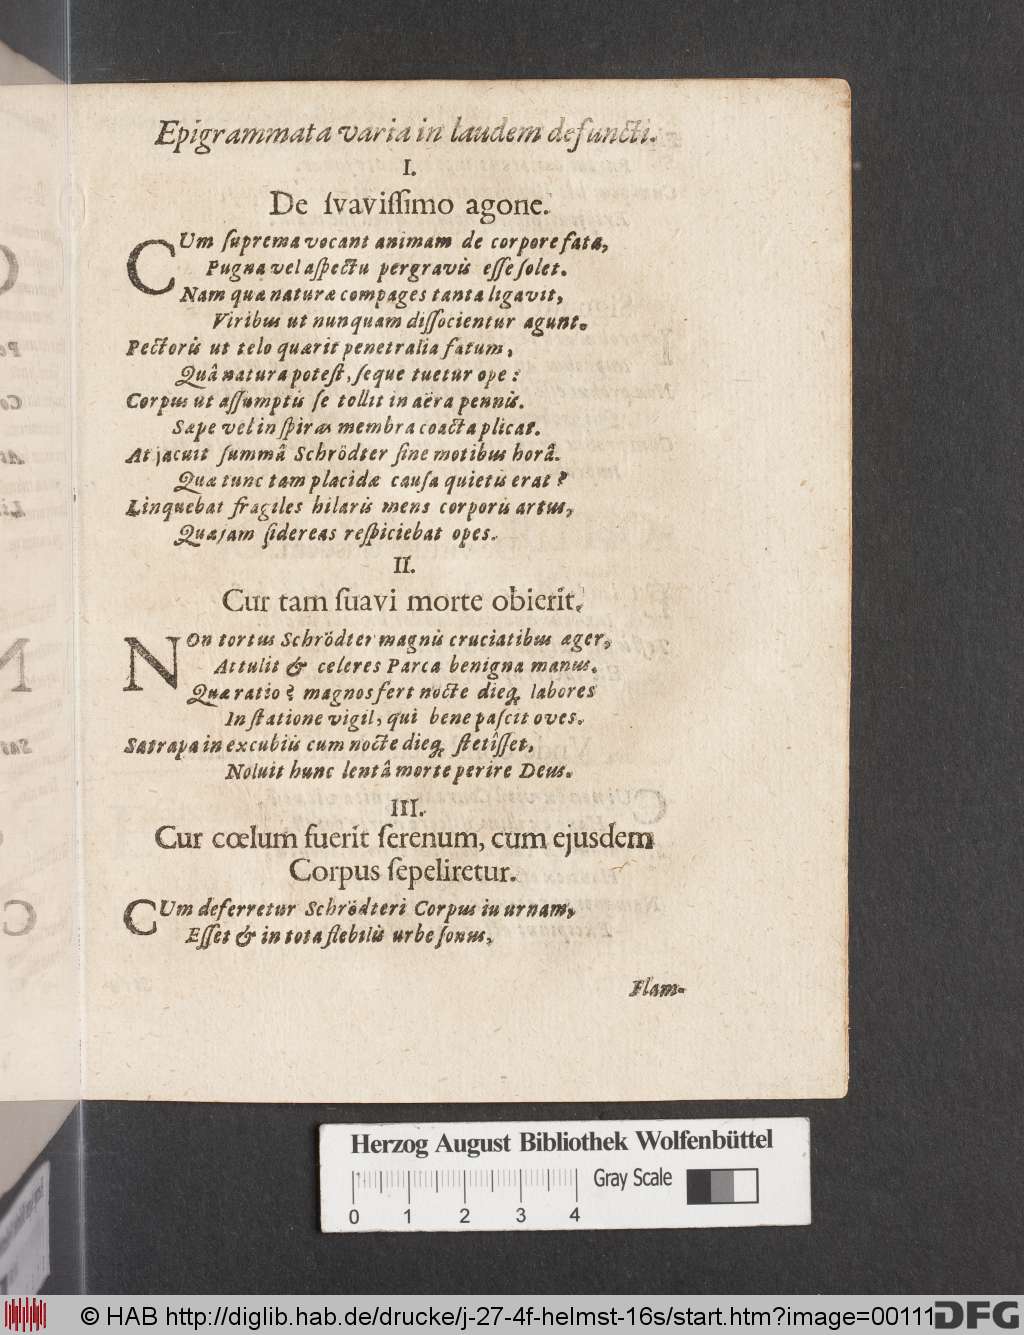 Epigrammata varia in laudem defuncti.
I.
De ſvaviſſimo agone.
CUm ſuprema vocant animam de corpore fata,
Pugna vel aſpectu pergravis eſſe ſolet.
Nam quæ naturæ compages tanta ligavit,
Viribus ut nunquam diſſocientur agunt.
Pectoris ut telo quærit penetralia fatum,
Quâ natura poteſt, ſeque tuetur ope:
Corpus ut aſſumptis ſe tollit in aëra pennis.
Sæpe vel in ſpiras membra coacta plicat.
At jacuit ſummâ Schrödter ſine motibus horâ.
Quæ tunc tam placidæ cauſa quietis erat?
Linquebat fragiles hilaris mens corporis artus,
Quæ jam ſidereas reſpiciebat opes.
II.
Cur tam ſuavi morte obierit.
NOn tortus Schrödter magnis cruciatibus æger,
Attulit & celeres Parca benigna manus.
Quæ ratio? magnos fert nocte dieq; labores
In ſtatione vigil, qui bene paſcit oves.
Satrapa in excubiis cum nocte dieq; ſtetiſſet,
Noluit hunc lentâ morte perire Deus.
III.
Cur cœlum fuerit ſerenum, cum ejusdem
Corpus ſepeliretur.
CUm deferretur Schrödteri Corpus in urnam,
Eſſet & in tota flebilis urbe ſonus,
Flam-
Herzog August Bibliothek Wolfenbüttel
Gray Scale
0 1 2 3 4
© HAB http://diglib.hab.de/drucke/j-27-4f-helmst-16s/start.htm?image=00111
DFG